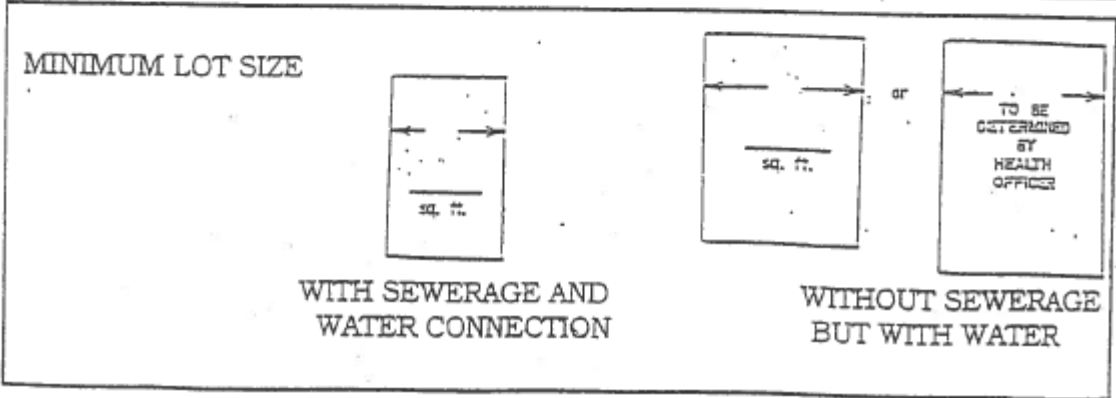 MINIMUM LOT SIZE
sq. ft.
WITH SEWERAGE AND
WATER CONNECTION
sq. ft.
or
TO BE
DETERMINED
BY
HEALTH
OFFICER
WITHOUT SEWERAGE
BUT WITH WATER